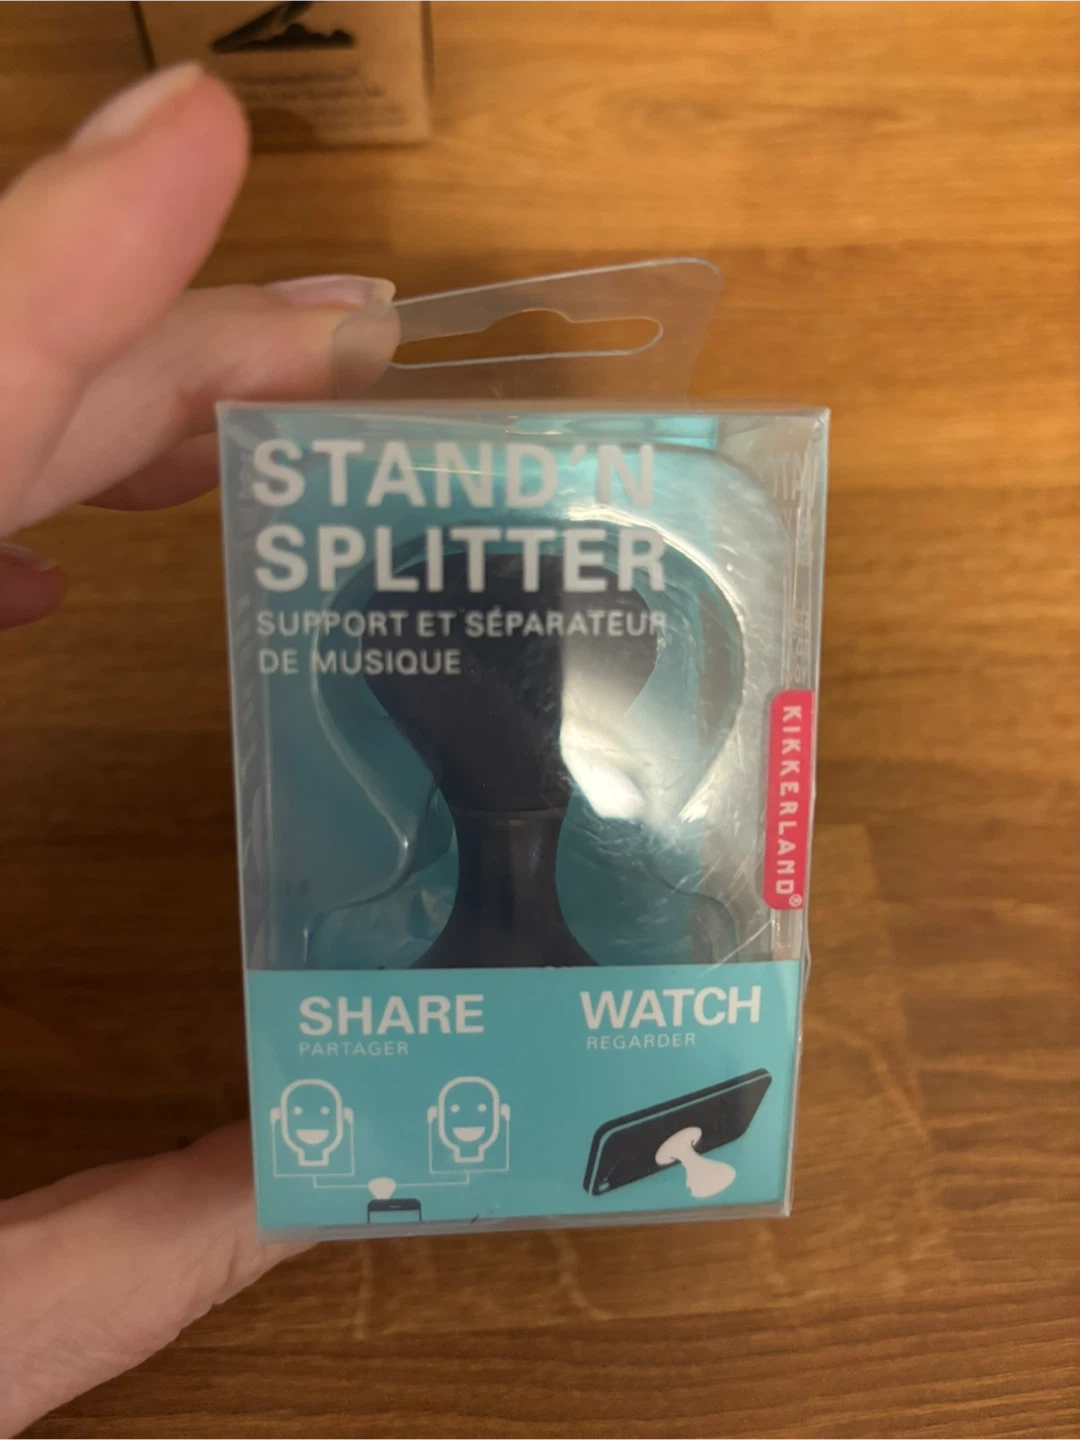 STAND'N
SPLITTER
SUPPORT ET SÉPARATEUR
DE MUSIQUE
KIKKERLAND®
SHARE
PARTAGER
WATCH
REGARDER